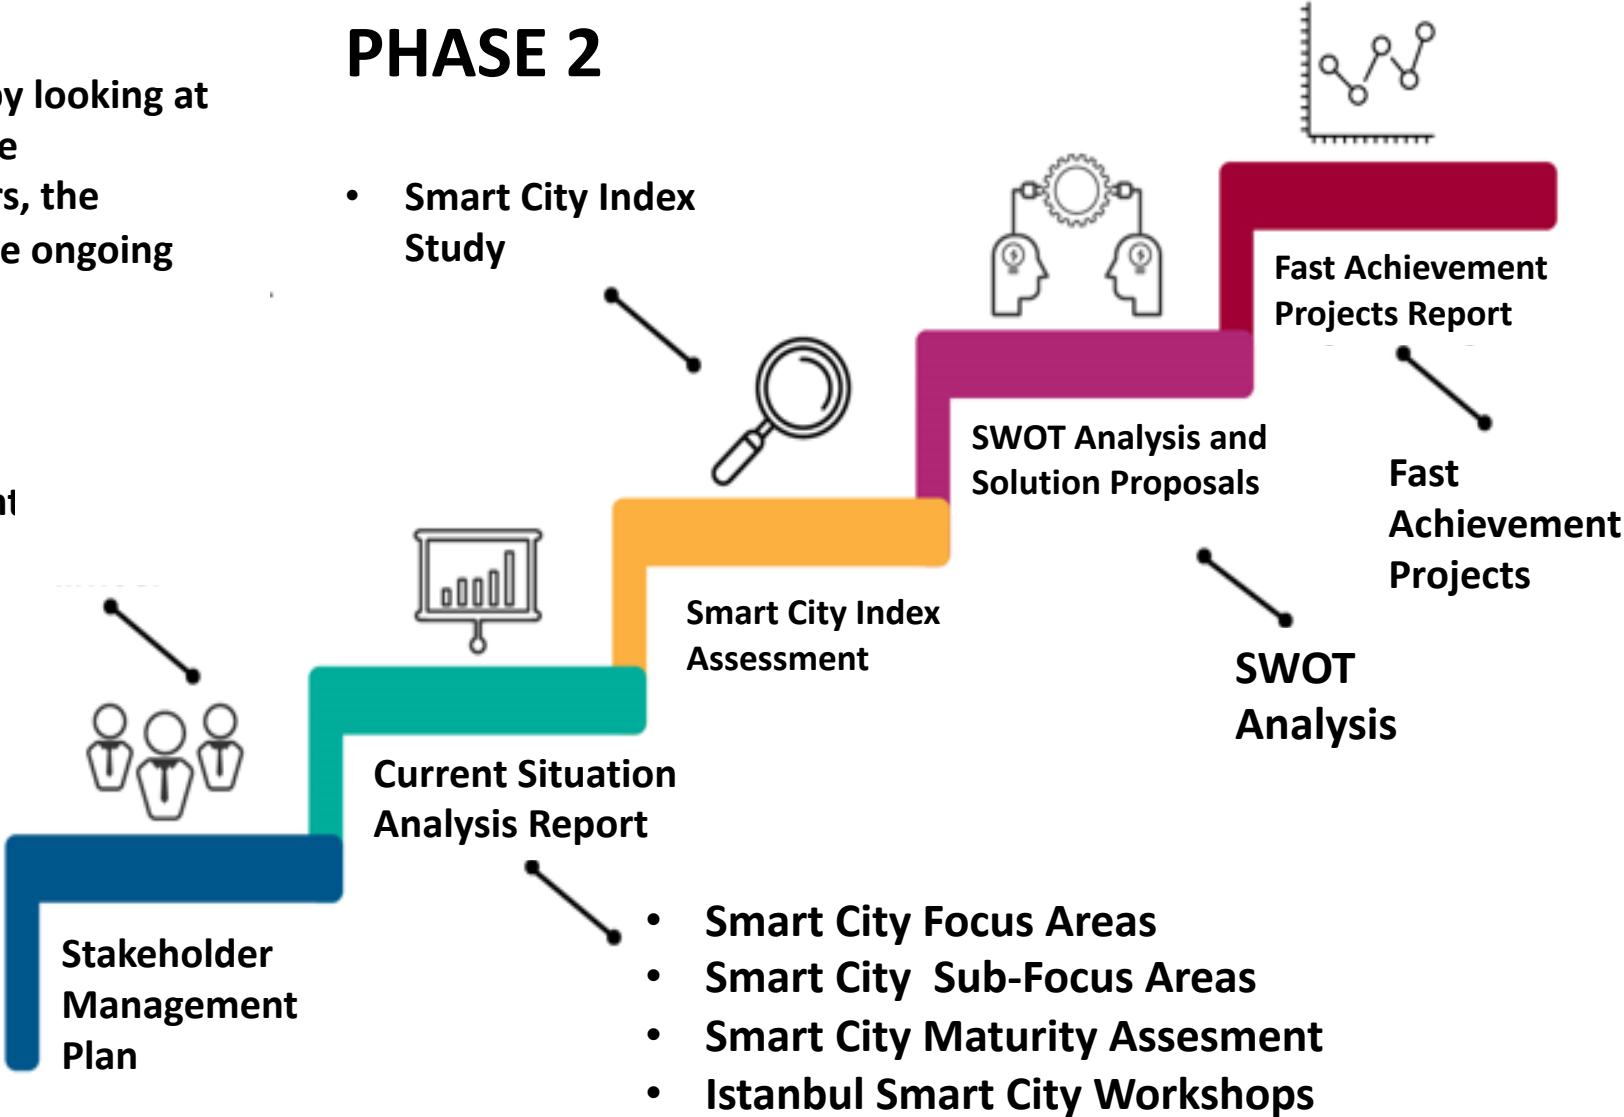 PHASE 2
by looking at
the ongoing
• Smart City Index
Study
Fast Achievement
Projects Report
SWOT Analysis and
Solution Proposals
Fast
Achievement
Projects
Smart City Index
Assessment
SWOT
Analysis
Current Situation
Analysis Report
Stakeholder
Management
Plan
• Smart City Focus Areas
• Smart City  Sub-Focus Areas
• Smart City Maturity Assesment
• Istanbul Smart City Workshops